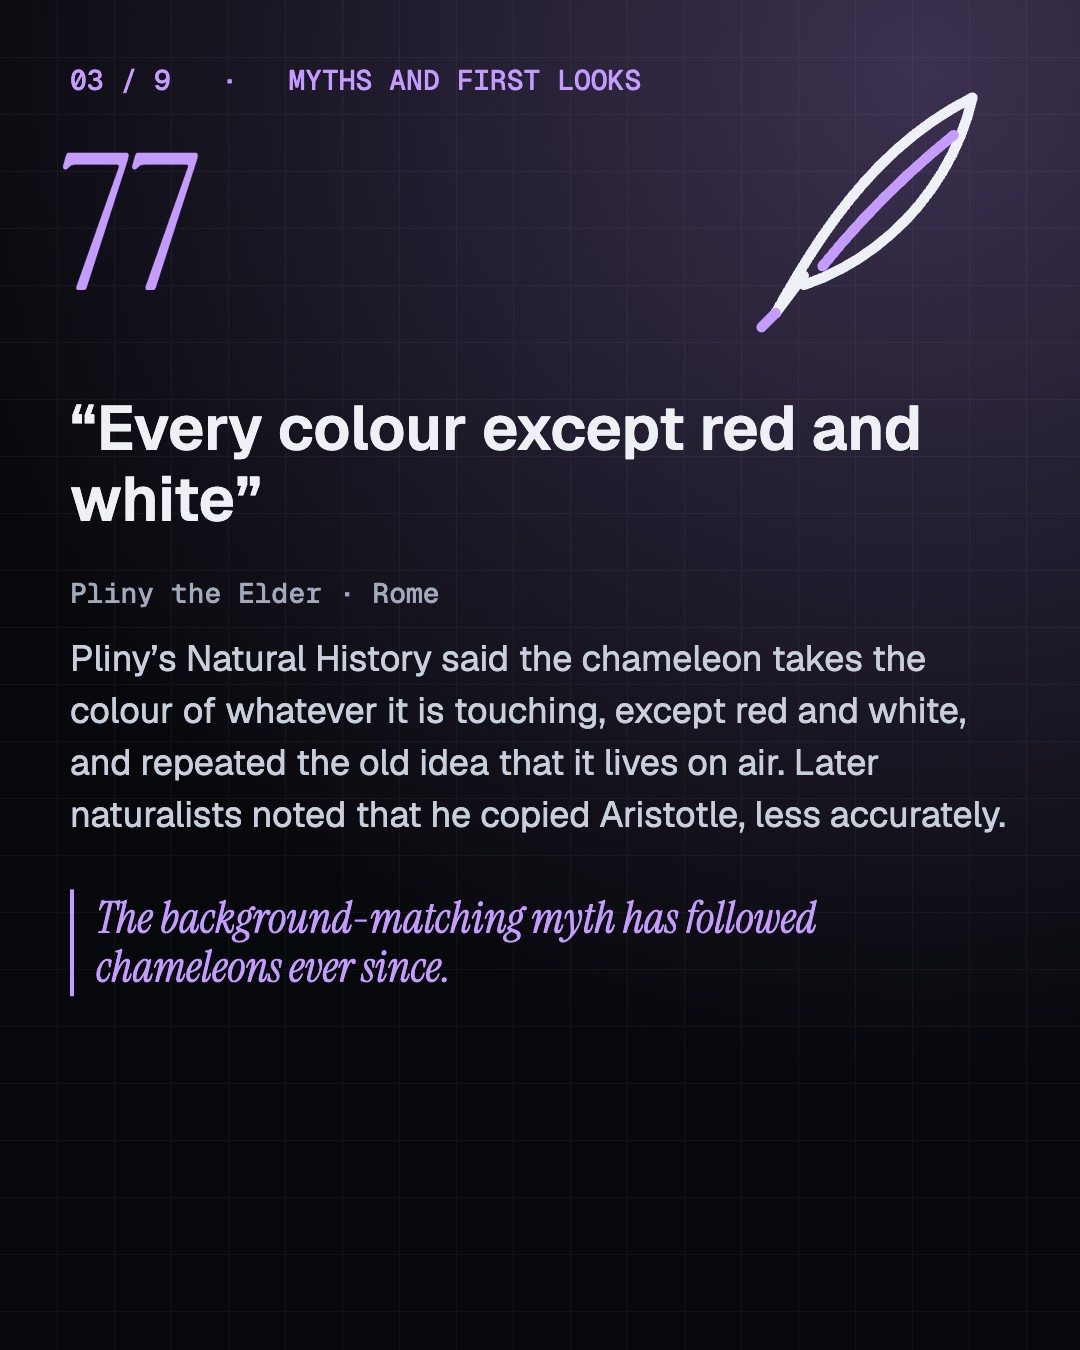 03 / 9 · MYTHS AND FIRST LOOKS
77
“Every colour except red and
white”
Pliny the Elder · Rome
Pliny’s Natural History said the chameleon takes the
colour of whatever it is touching, except red and white,
and repeated the old idea that it lives on air. Later
naturalists noted that he copied Aristotle, less accurately.
The background-matching myth has followed
chameleons ever since.